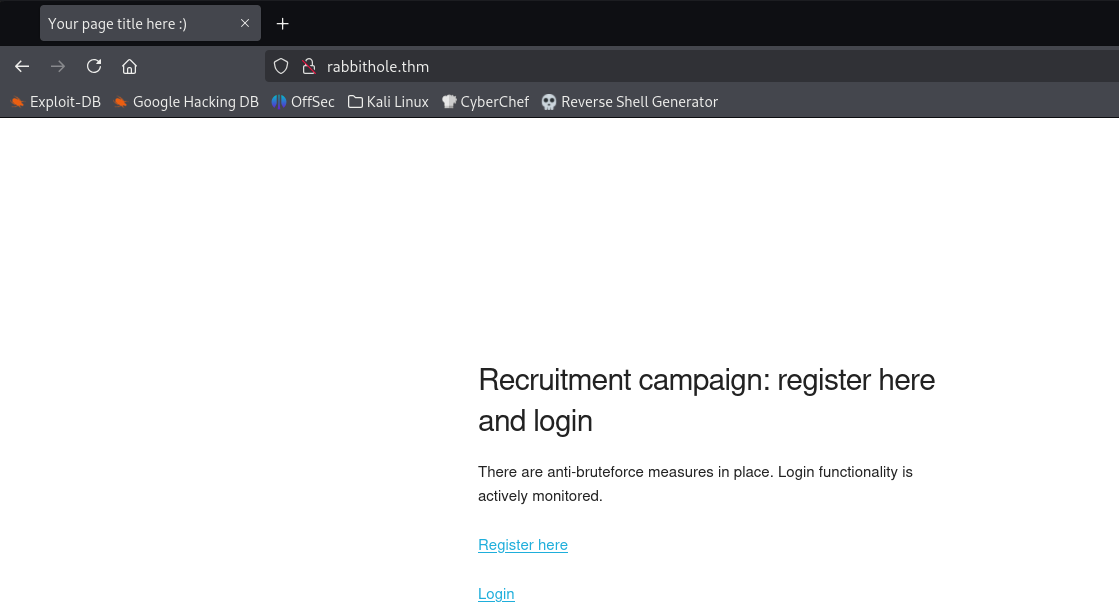 Your page title here :)
rabbithole.thm
Exploit-DB Google Hacking DB OffSec Kali Linux CyberChef Reverse Shell Generator
Recruitment campaign: register here
and login
There are anti-bruteforce measures in place. Login functionality is
actively monitored.
Register here
Login